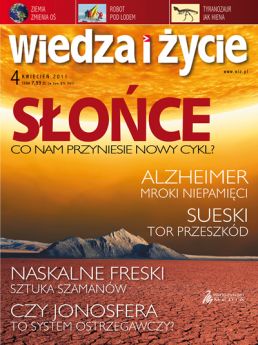 ZIEMIA
ZMIENIA OŚ
ROBOT
POD LODEM
TYRANOZAUR
JAK HIENA
wiedza i życie
www.wiz.pl
4 KWIECIEŃ 2011
SŁOŃCE
CO NAM PRZYNIESIE NOWY CYKL?
ALZHEIMER
MROKI NIEPAMIĘCI
SUESKI
TOR PRZESZKÓD
NASKALNE FRESKI
SZTUKA SZAMANÓW
CZY JONOSFERA
TO SYSTEM OSTRZEGAWCZY?
MEDIA